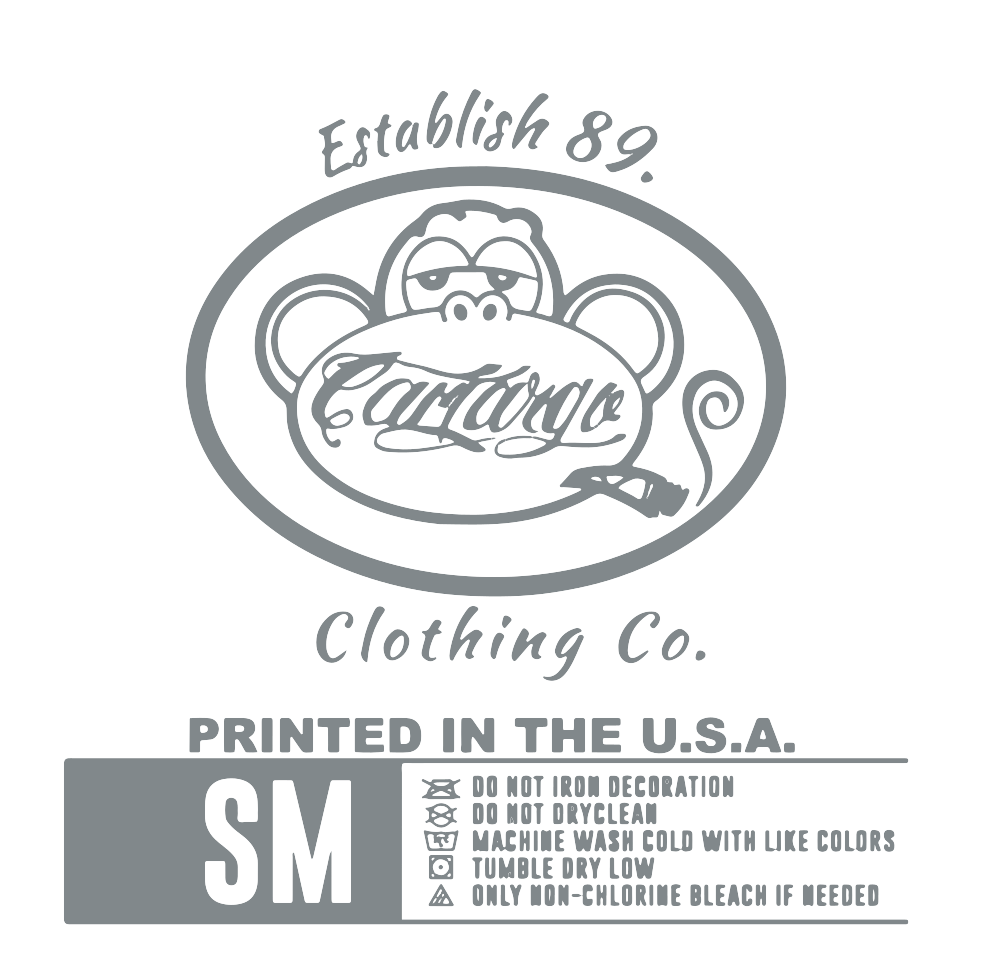 Establish 89.
Camargo
Clothing Co.
PRINTED IN THE U.S.A.
SM
DO NOT IRON DECORATION
DO NOT DRYCLEAN
MACHINE WASH COLD WITH LIKE COLORS
TUMBLE DRY LOW
ONLY NON-CHLORINE BLEACH IF NEEDED